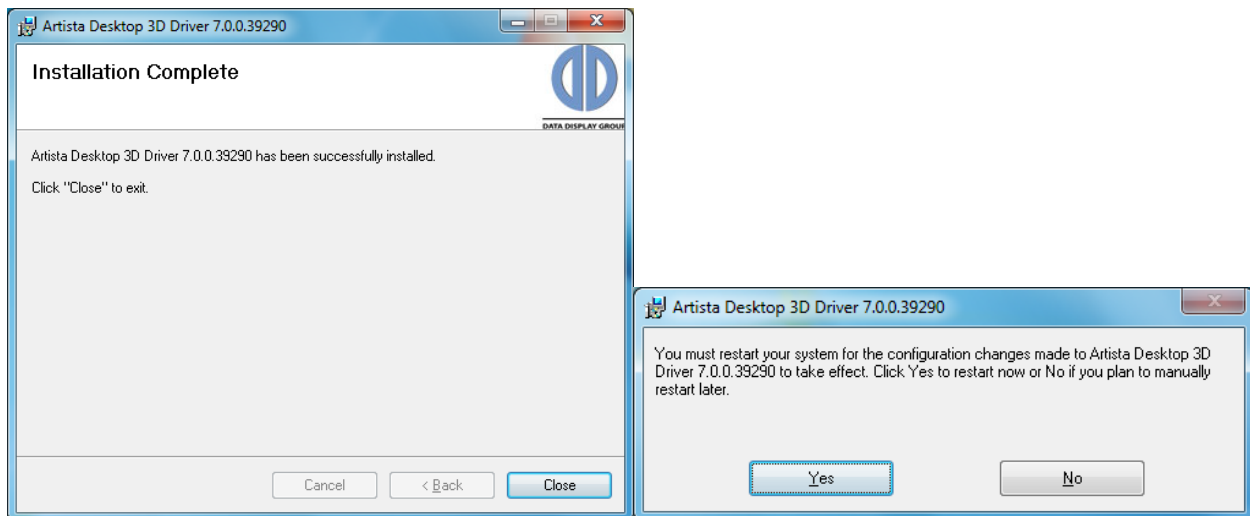 Artista Desktop 3D Driver 7.0.0.39290
Installation Complete
DATA DISPLAY GROUP
Artista Desktop 3D Driver 7.0.0.39290 has been successfully installed.
Click "Close" to exit.
Cancel
< Back
Close
Artista Desktop 3D Driver 7.0.0.39290
You must restart your system for the configuration changes made to Artista Desktop 3D
Driver 7.0.0.39290 to take effect. Click Yes to restart now or No if you plan to manually
restart later.
Yes
No